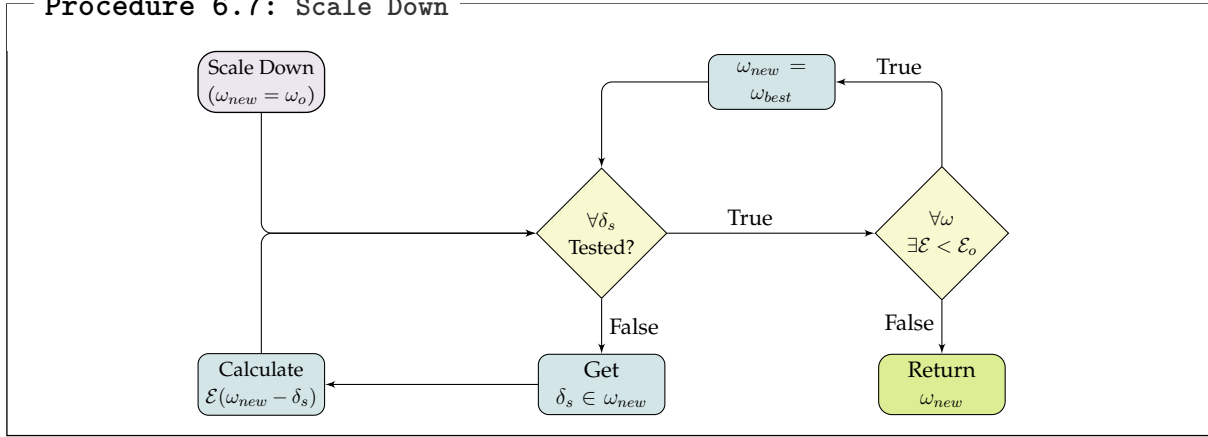 Procedure 6.7: Scale Down
Scale Down
(ω_new = ω_o)
ω_new =
ω_best
True
∀δ_s
Tested?
True
∀ω
∃ℰ < ℰ_o
False
False
Calculate
ℰ(ω_new − δ_s)
Get
δ_s ∈ ω_new
Return
ω_new